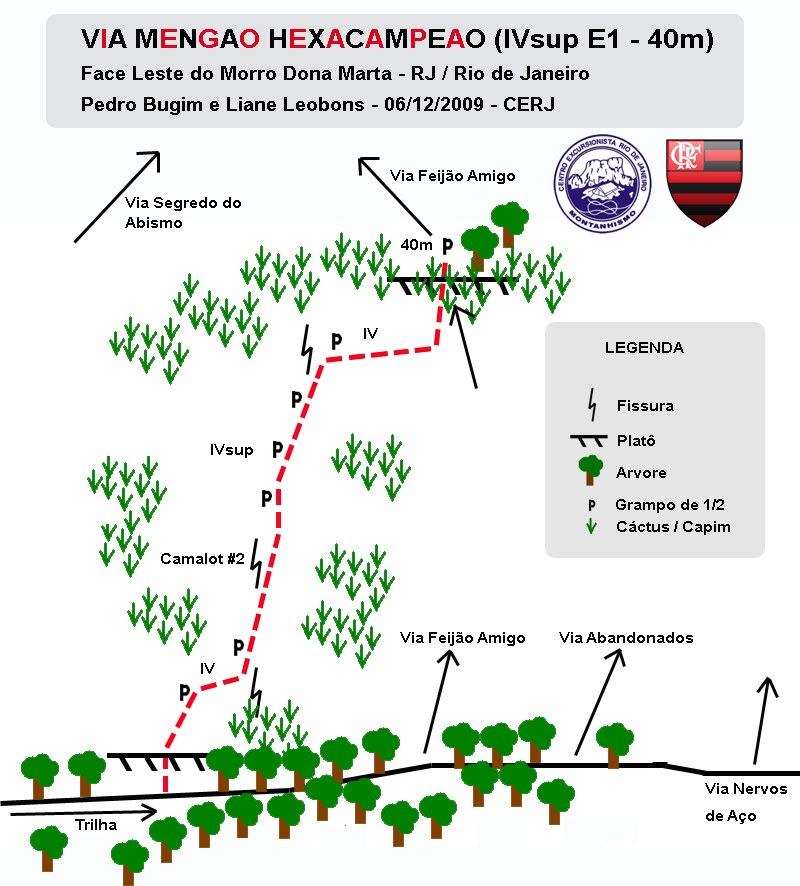 VIA MENGAO HEXACAMPEAO (IVsup E1 - 40m)
Face Leste do Morro Dona Marta - RJ / Rio de Janeiro
Pedro Bugim e Liane Leobons - 06/12/2009 - CERJ
CENTRO EXCURSIONISTA RIO DE JANEIRO
MONTANHISMO
CRF
Via Segredo do
Abismo
Via Feijão Amigo
40m
P
P
IV
P
IVsup
P
P
Camalot #2
P
IV
P
LEGENDA
Fissura
Platô
Arvore
P Grampo de 1/2
Cáctus / Capim
Via Feijão Amigo
Via Abandonados
Via Nervos
de Aço
Trilha